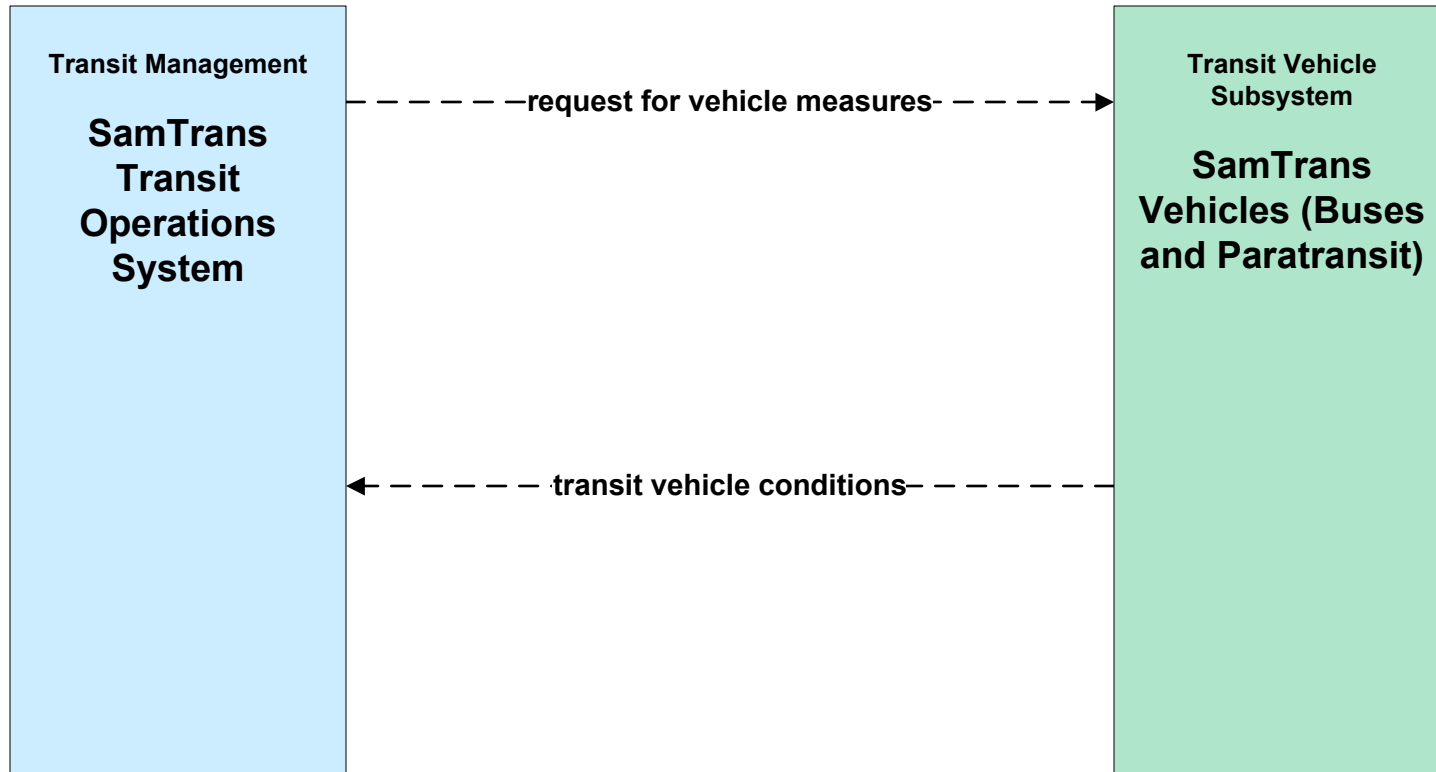 Transit Management
SamTrans
Transit
Operations
System
request for vehicle measures
transit vehicle conditions
Transit Vehicle
Subsystem
SamTrans
Vehicles (Buses
and Paratransit)